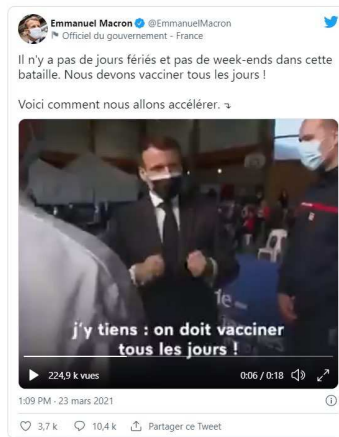 Emmanuel Macron
@EmmanuelMacron
Officiel du gouvernement - France
Il n'y a pas de jours fériés et pas de week-ends dans cette
bataille. Nous devons vacciner tous les jours !
Voici comment nous allons accélérer. ⤵
j'y tiens : on doit vacciner
tous les jours !
224,9 k vues
0:06 / 0:18
1:09 PM · 23 mars 2021
3,7 k
10,4 k
Partager ce Tweet